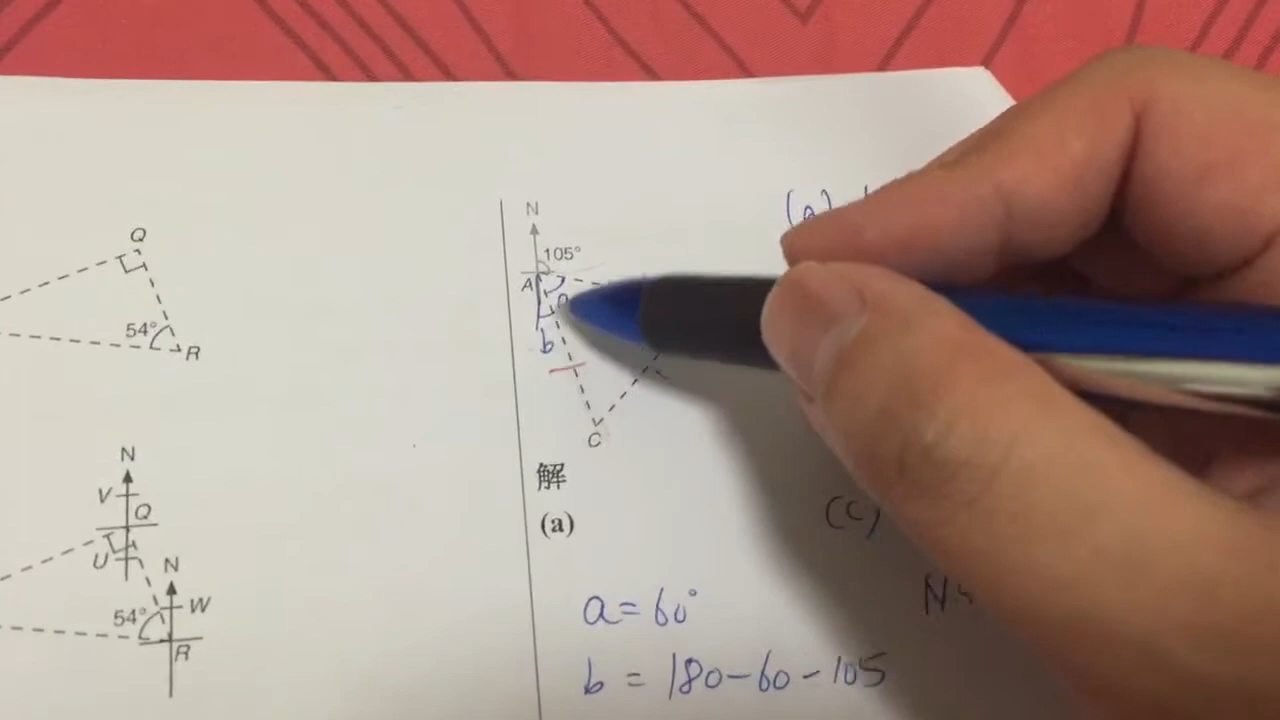 Q
54°
R
N
V
Q
U
N
54°
W
R
N
105°
A
a
b
C
解
(a)
a = 60°
b = 180-60-105
(a)
(c)